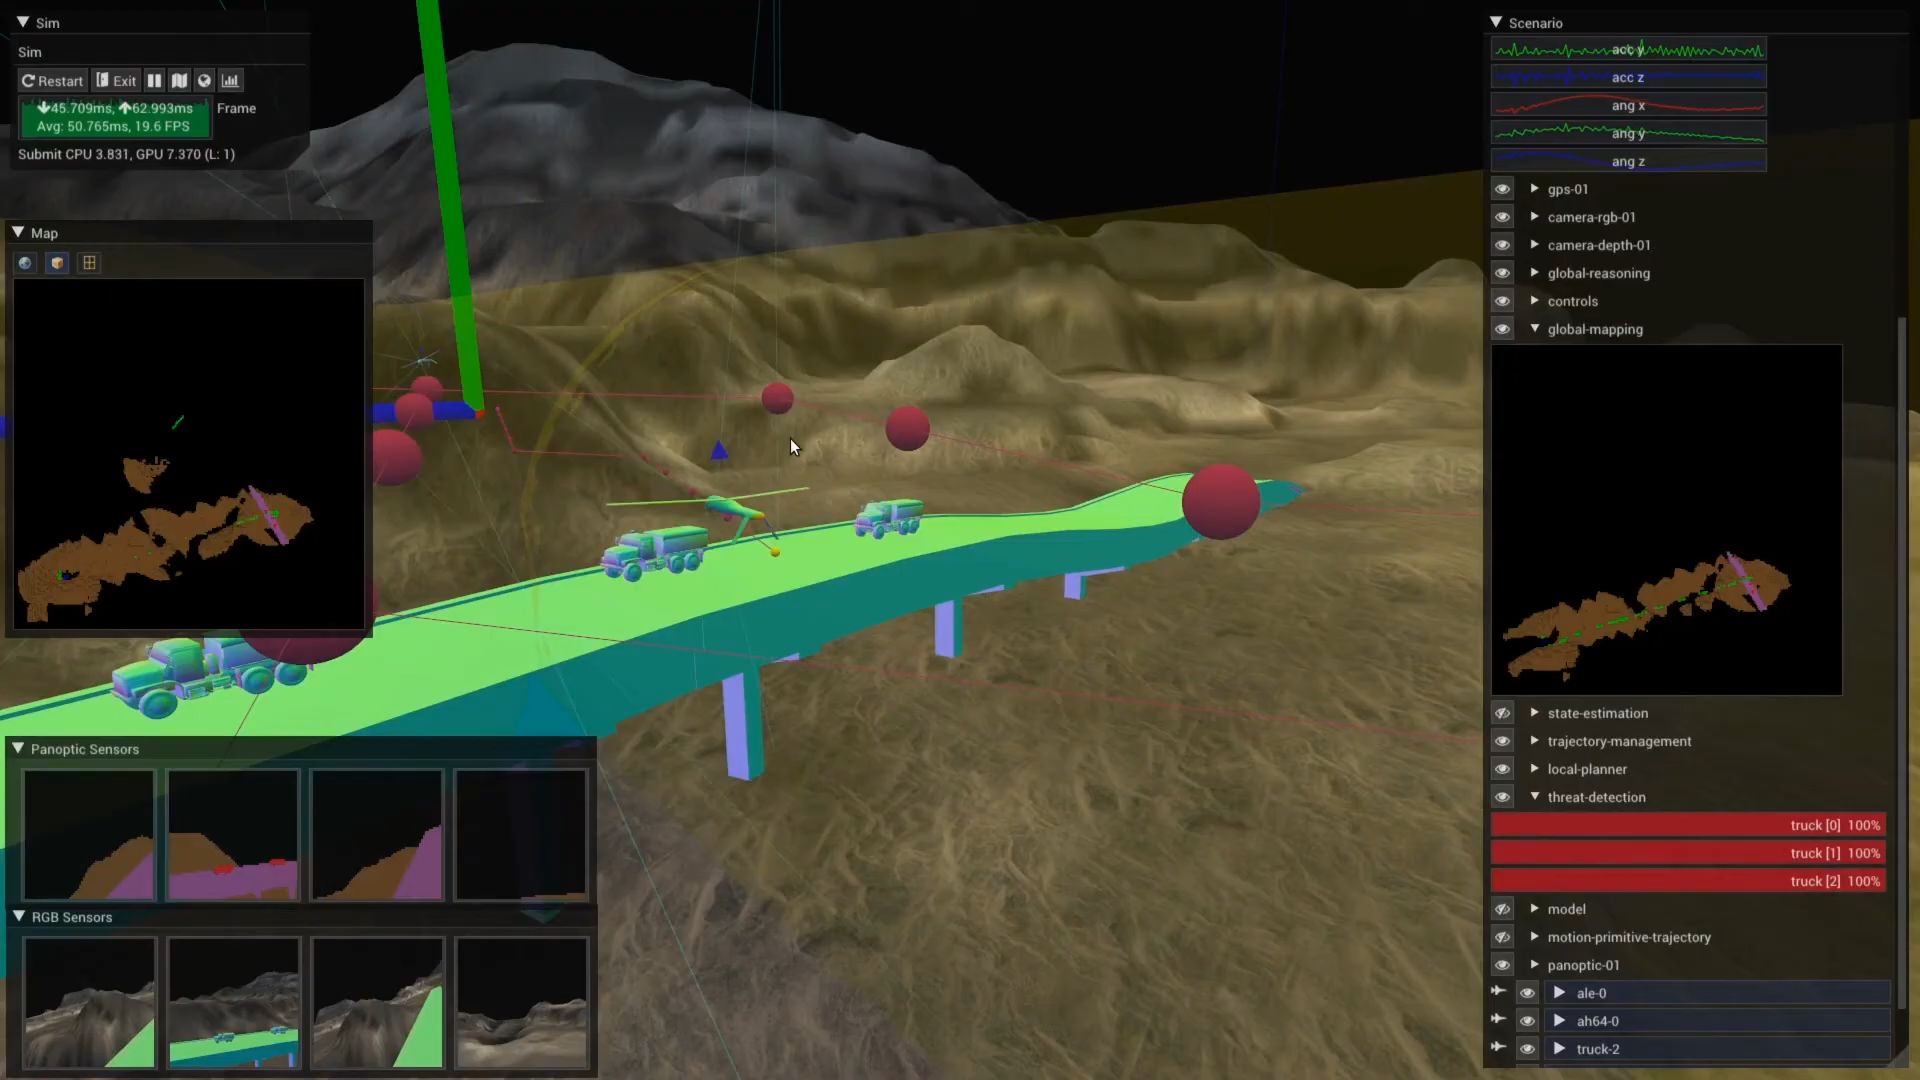 Sim
Sim
Restart
Exit
45.709ms, 62.993ms
Avg: 50.765ms, 19.6 FPS
Frame
Submit CPU 3.831, GPU 7.370 (L: 1)
Map
Panoptic Sensors
RGB Sensors
Scenario
acc y
acc z
ang x
ang y
ang z
gps-01
camera-rgb-01
camera-depth-01
global-reasoning
controls
global-mapping
state-estimation
trajectory-management
local-planner
threat-detection
truck [0] 100%
truck [1] 100%
truck [2] 100%
model
motion-primitive-trajectory
panoptic-01
ale-0
ah64-0
truck-2